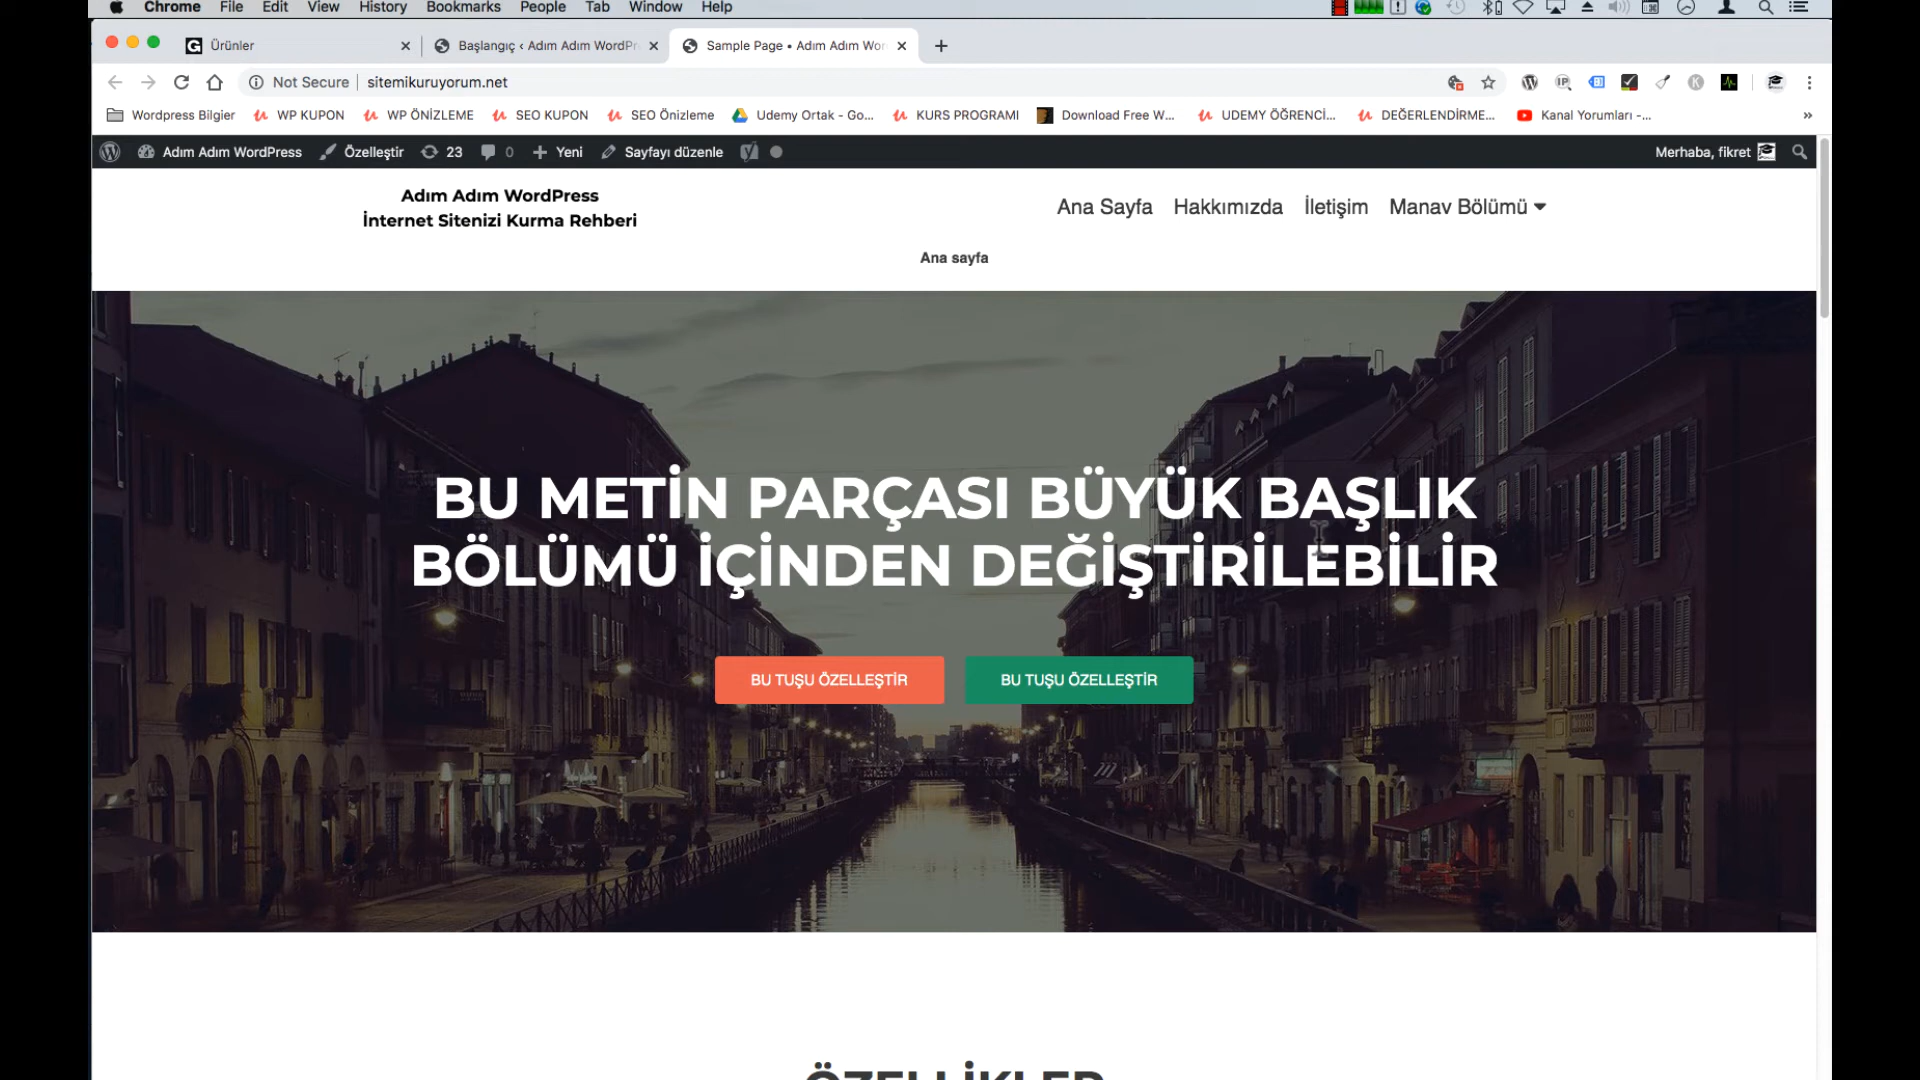 Chrome File Edit View History Bookmarks People Tab Window Help
Ürünler
Başlangıç ‹ Adım Adım WordPr
Sample Page • Adım Adım Wor
Not Secure sitemikuruyorum.net
Wordpress Bilgier WP KUPON WP ÖNİZLEME SEO KUPON SEO Önizleme Udemy Ortak - Go... KURS PROGRAMI Download Free W... UDEMY ÖĞRENCİ... DEĞERLENDİRME... Kanal Yorumları -... »
Adım Adım WordPress Özelleştir 23 0 Yeni Sayfayı düzenle Merhaba, fikret
Adım Adım WordPress
İnternet Sitenizi Kurma Rehberi
Ana Sayfa Hakkımızda İletişim Manav Bölümü
Ana sayfa
BU METİN PARÇASI BÜYÜK BAŞLIK
BÖLÜMÜ İÇİNDEN DEĞİŞTİRİLEBİLİR
BU TUŞU ÖZELLEŞTİR BU TUŞU ÖZELLEŞTİR
ÖZELLİKLER